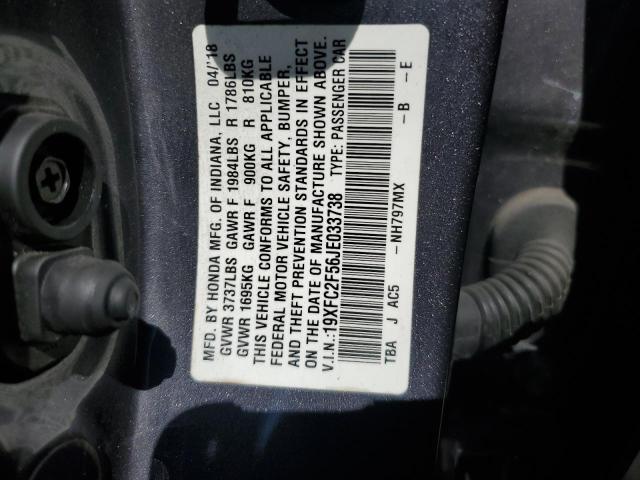 MFD. BY HONDA MFG. OF INDIANA, LLC 04/'18
GVWR 3737LBS GAWR F 1984LBS R 1786LBS
GVWR 1695KG GAWR F 900KG R 810KG
THIS VEHICLE CONFORMS TO ALL APPLICABLE
FEDERAL MOTOR VEHICLE SAFETY, BUMPER,
AND THEFT PREVENTION STANDARDS IN EFFECT
ON THE DATE OF MANUFACTURE SHOWN ABOVE.
V.I.N.:19XFC2F56JE033738 TYPE: PASSENGER CAR
TBA J AC5 –NH797MX –B –E